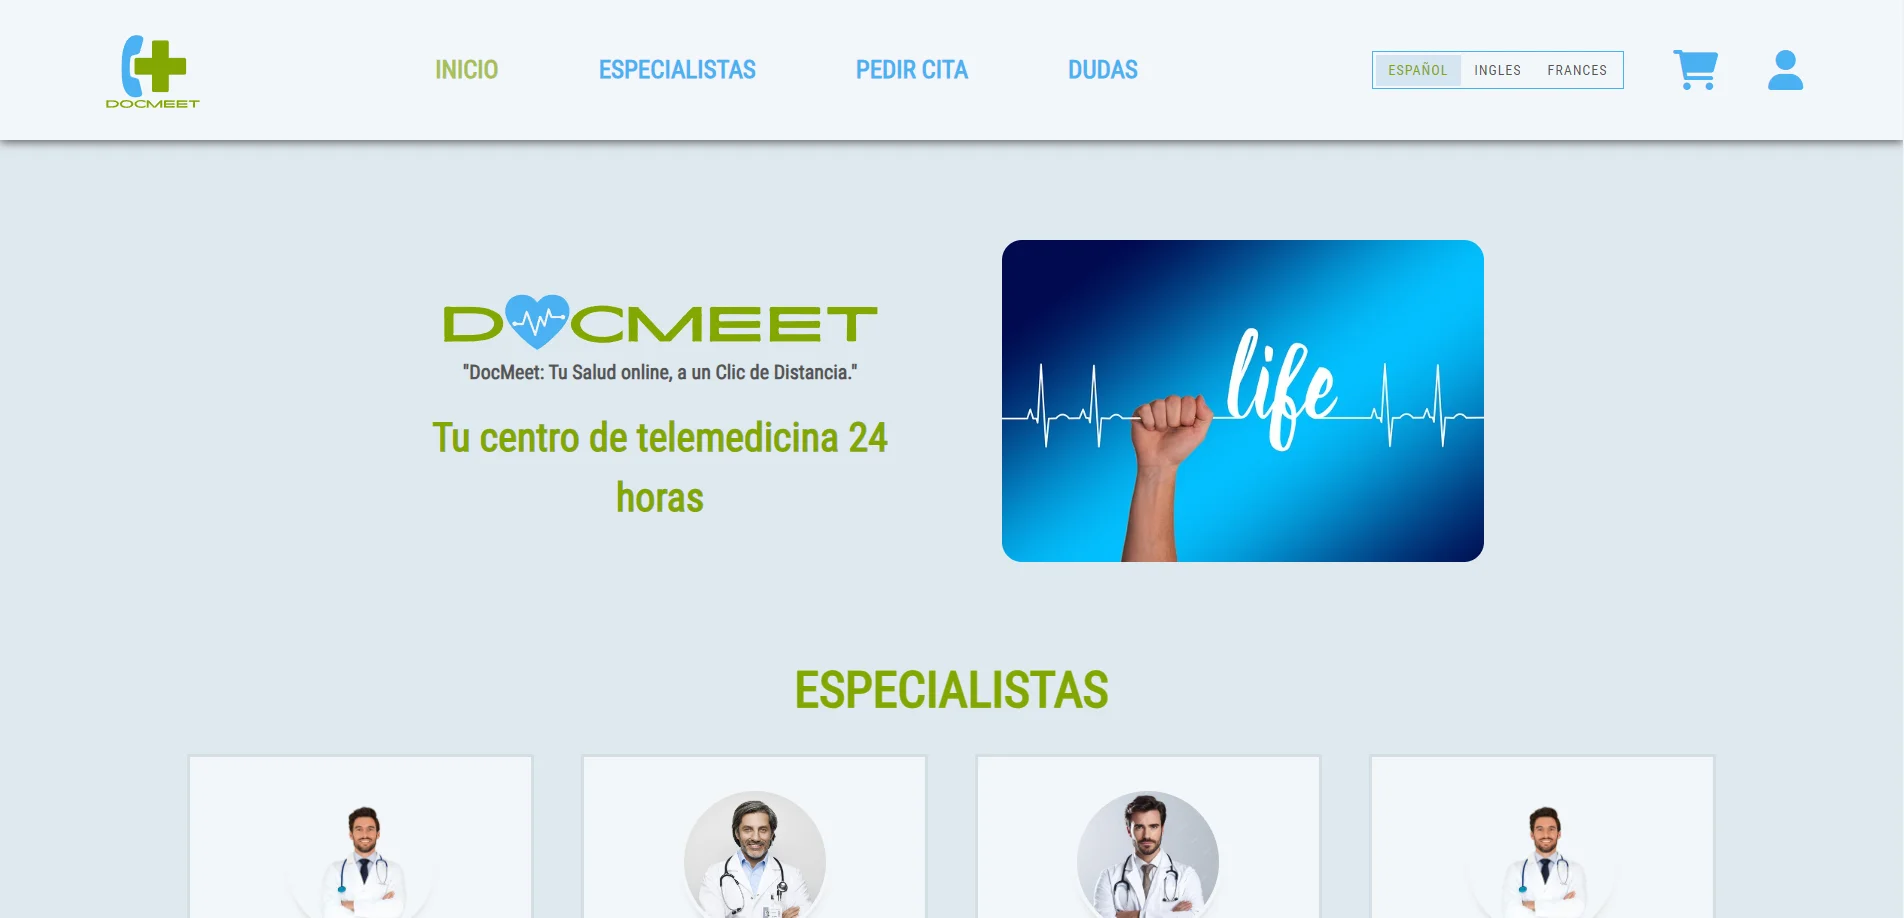 DOCMEET
INICIO
ESPECIALISTAS
PEDIR CITA
DUDAS
ESPAÑOL
INGLES
FRANCES
DOCMEET
"DocMeet: Tu Salud online, a un Clic de Distancia."
Tu centro de telemedicina 24
horas
life
ESPECIALISTAS